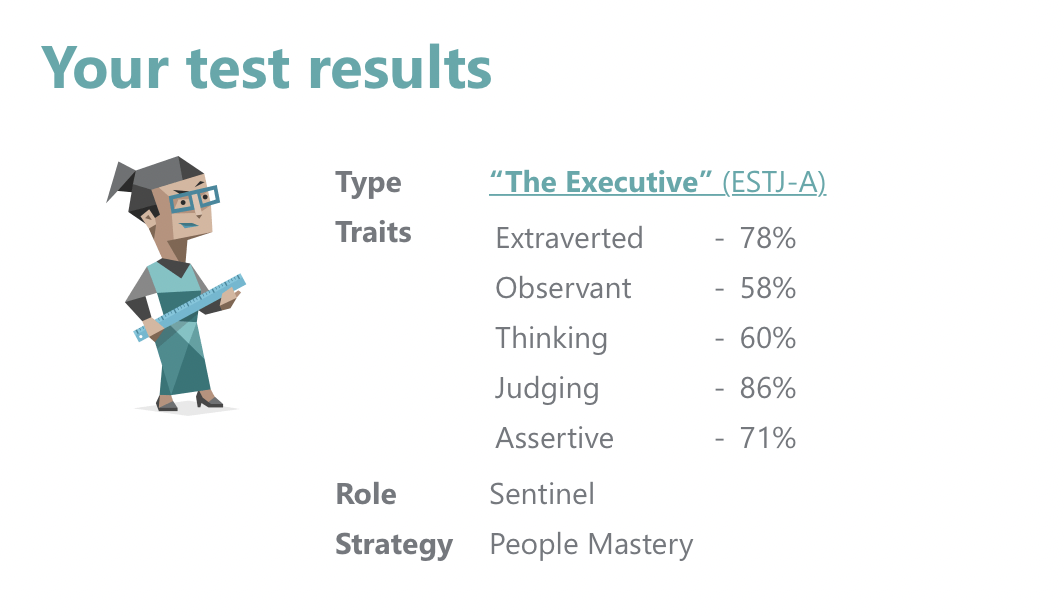 Your test results
Type “The Executive” (ESTJ-A)
Traits Extraverted - 78%
Observant - 58%
Thinking - 60%
Judging - 86%
Assertive - 71%
Role Sentinel
Strategy People Mastery